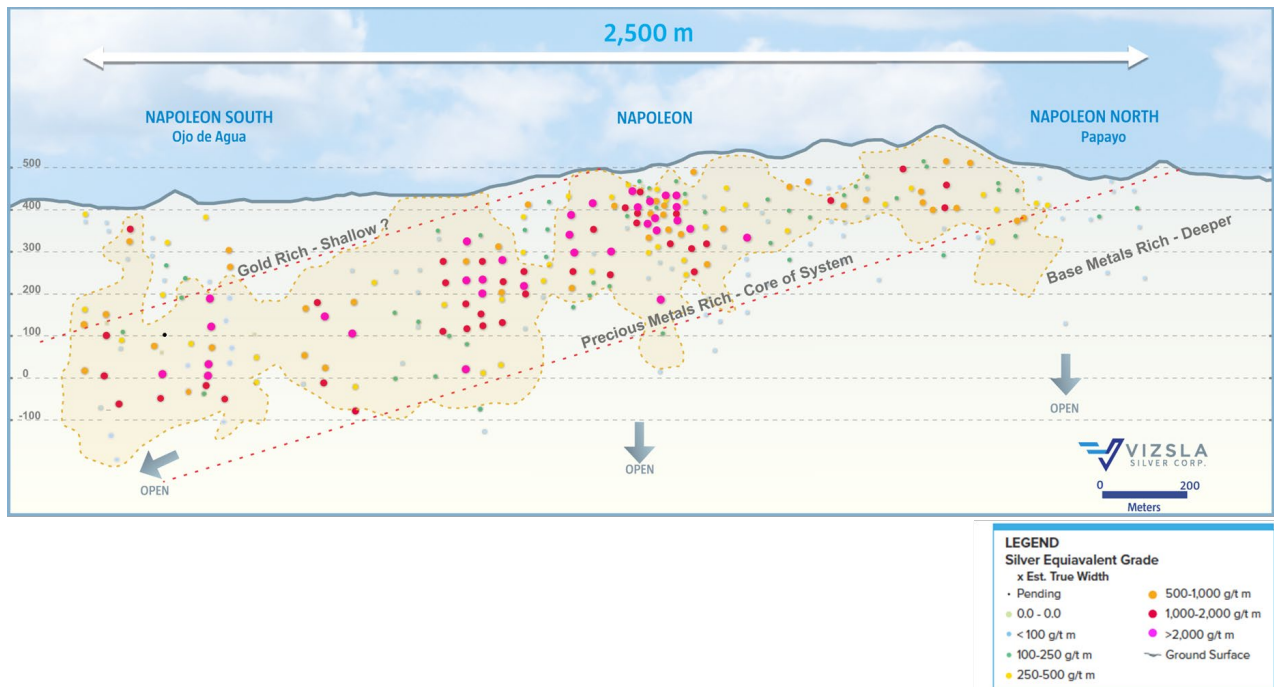 2,500 m
NAPOLEON SOUTH
Ojo de Agua
NAPOLEON
NAPOLEON NORTH
Papayo
500
400
300
200
100
0
-100
Gold Rich - Shallow ?
Precious Metals Rich - Core of System
Base Metals Rich - Deeper
OPEN
OPEN
OPEN
VIZSLA
SILVER CORP.
0 200
Meters
LEGEND
Silver Equiavalent Grade
x Est. True Width
Pending
0.0 - 0.0
< 100 g/t m
100-250 g/t m
250-500 g/t m
500-1,000 g/t m
1,000-2,000 g/t m
>2,000 g/t m
Ground Surface